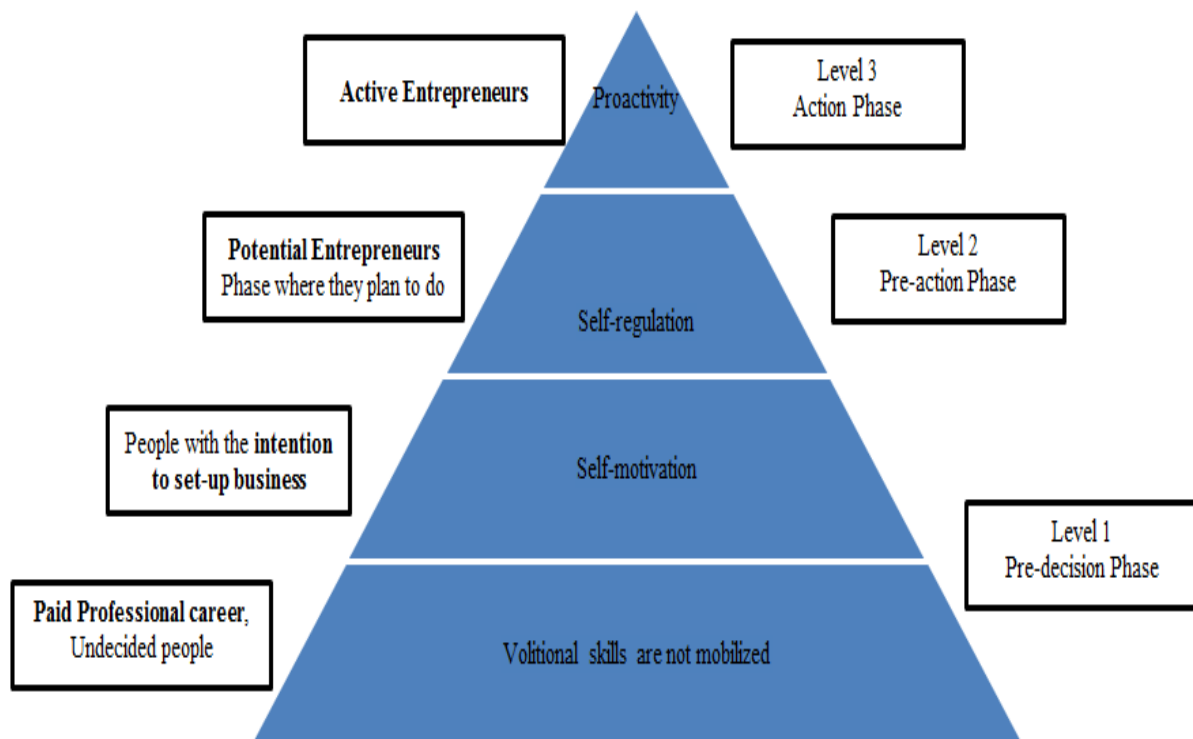 Active Entrepreneurs
Proactivity
Level 3
Action Phase
Potential Entrepreneurs
Phase where they plan to do
Self-regulation
Level 2
Pre-action Phase
People with the intention
to set-up business
Self-motivation
Level 1
Pre-decision Phase
Paid Professional career,
Undecided people
Volitional skills are not mobilized